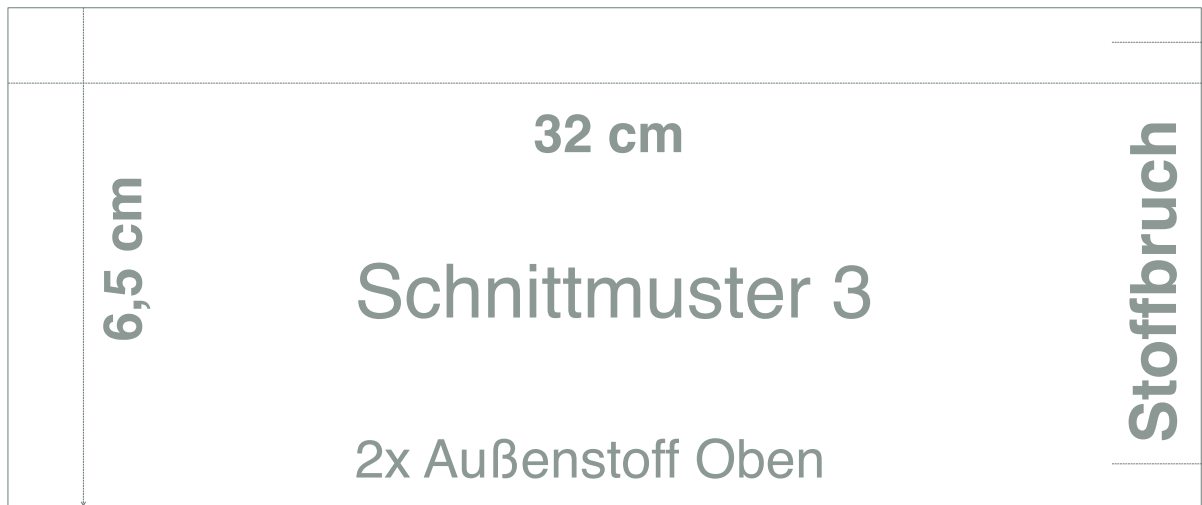 32 cm
6,5 cm
Schnittmuster 3
Stoffbruch
2x Außenstoff Oben